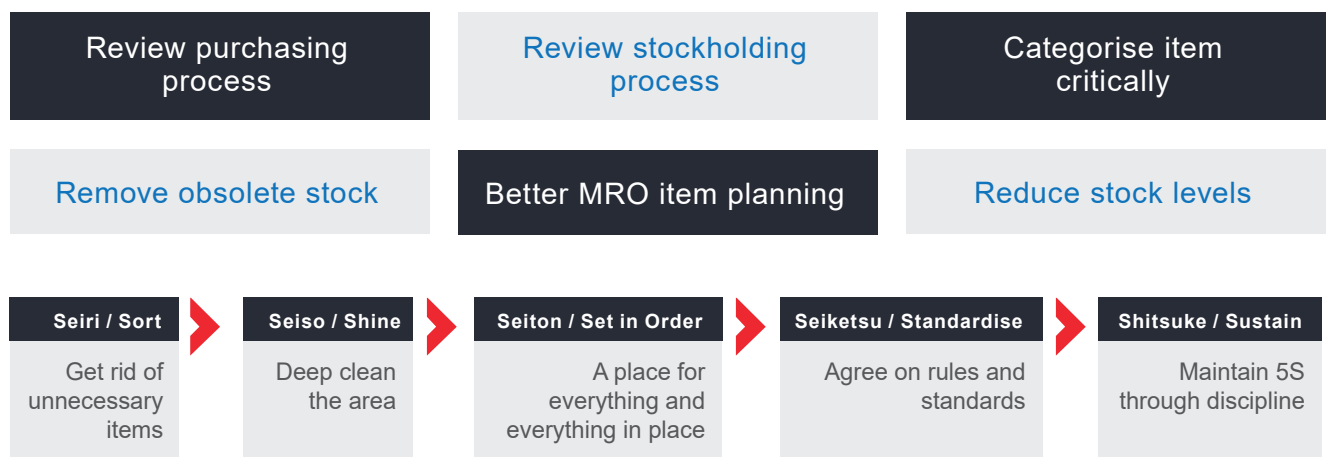 Review purchasing
process
Review stockholding
process
Categorise item
critically
Remove obsolete stock
Better MRO item planning
Reduce stock levels
Seiri / Sort
Get rid of
unnecessary
items
Seiso / Shine
Deep clean
the area
Seiton / Set in Order
A place for
everything and
everything in place
Seiketsu / Standardise
Agree on rules and
standards
Shitsuke / Sustain
Maintain 5S
through discipline